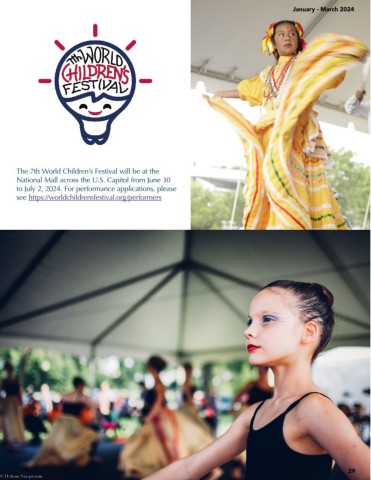 January - March 2024
7th WORLD
CHILDREN'S
FESTIVAL
The 7th World Children's Festival will be at the
National Mall across the U.S. Capitol from June 30
to July 2, 2024. For performance applications, please
see https://worldchildrensfestival.org/performers
29